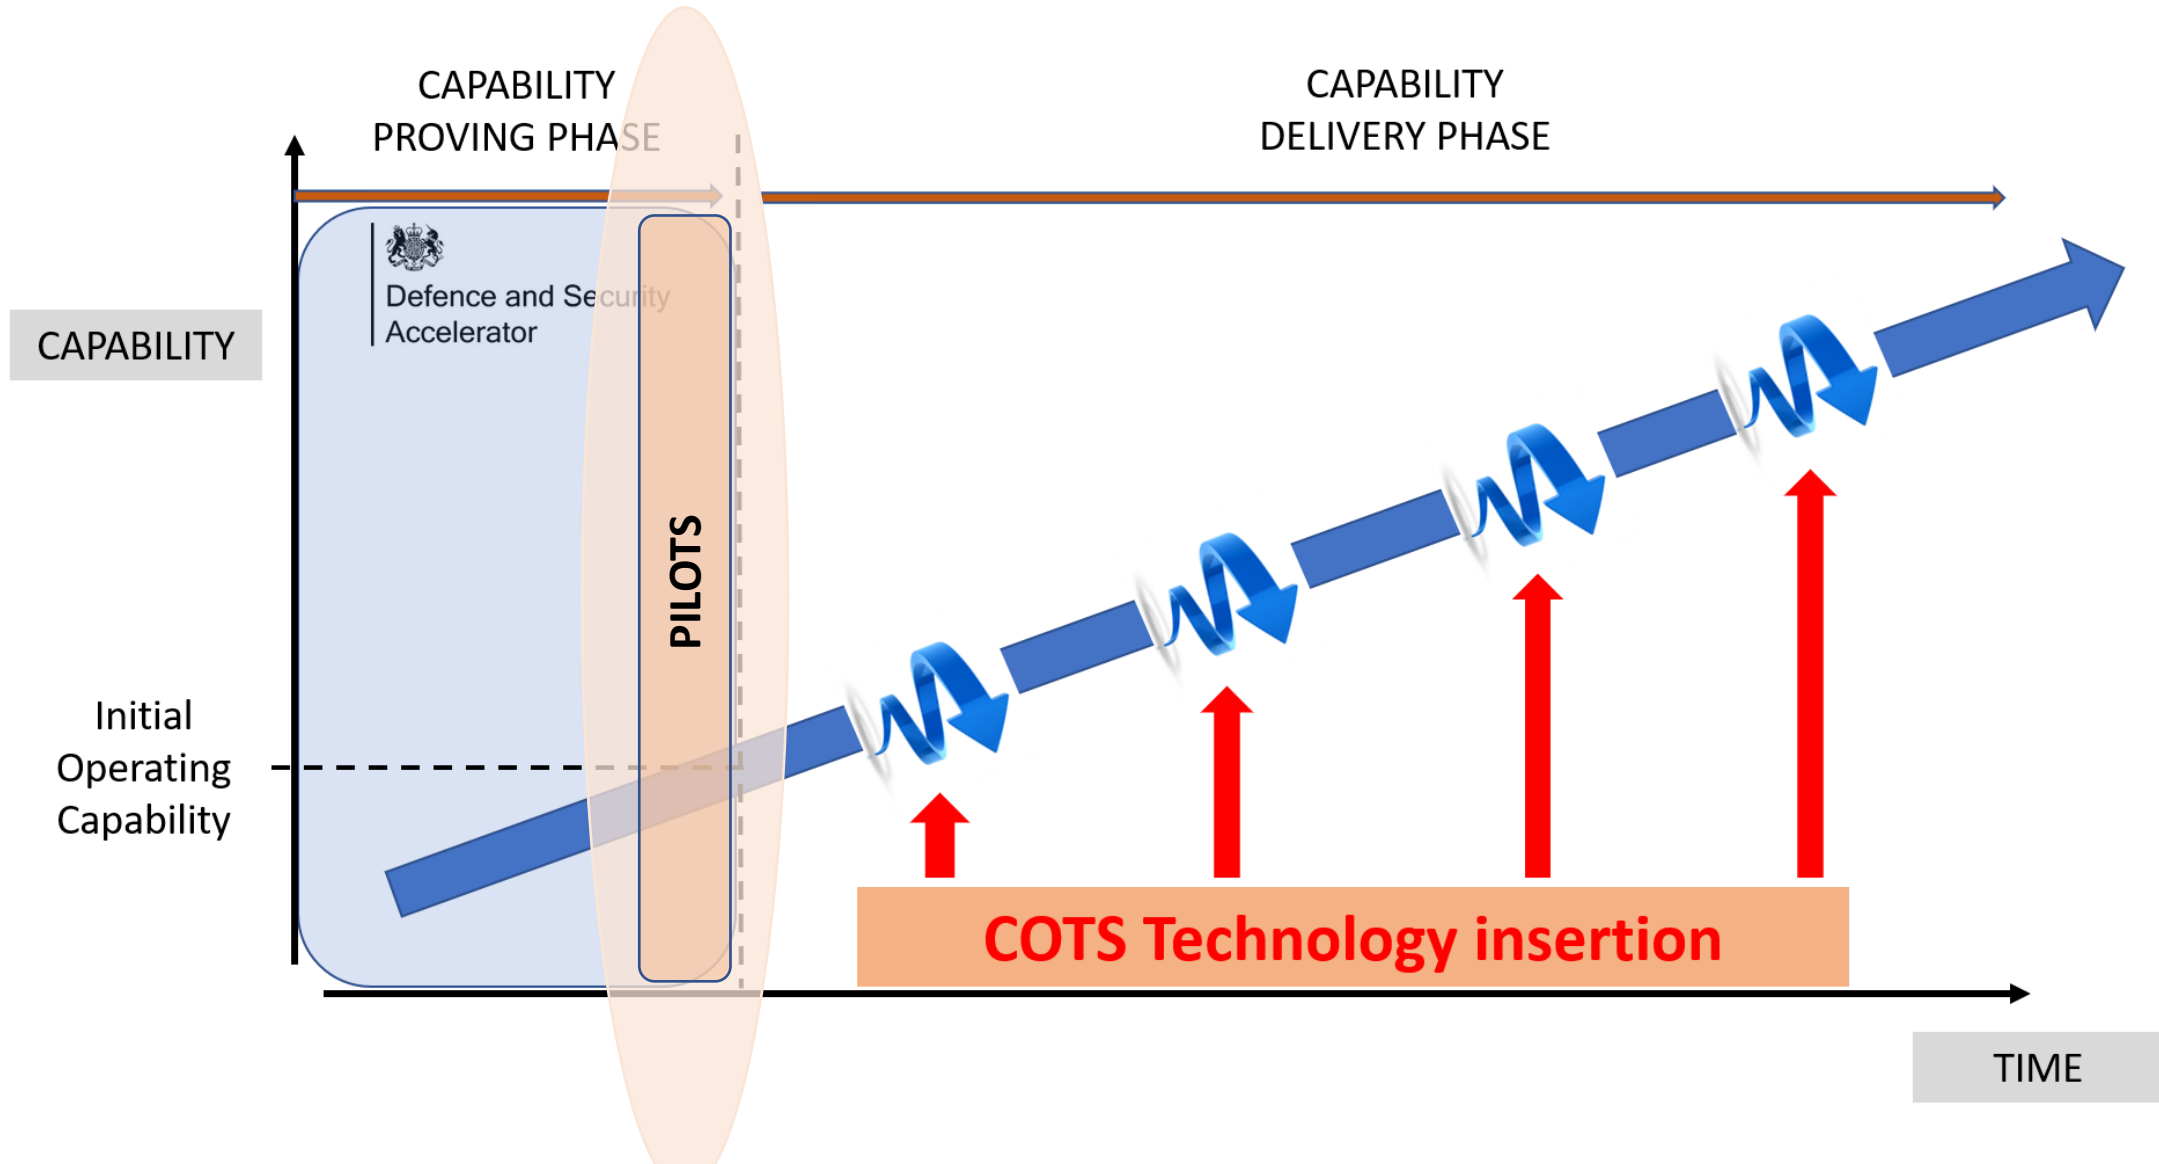 CAPABILITY
PROVING PHASE
CAPABILITY
DELIVERY PHASE
Defence and Security
Accelerator
CAPABILITY
PILOTS
Initial
Operating
Capability
COTS Technology insertion
TIME